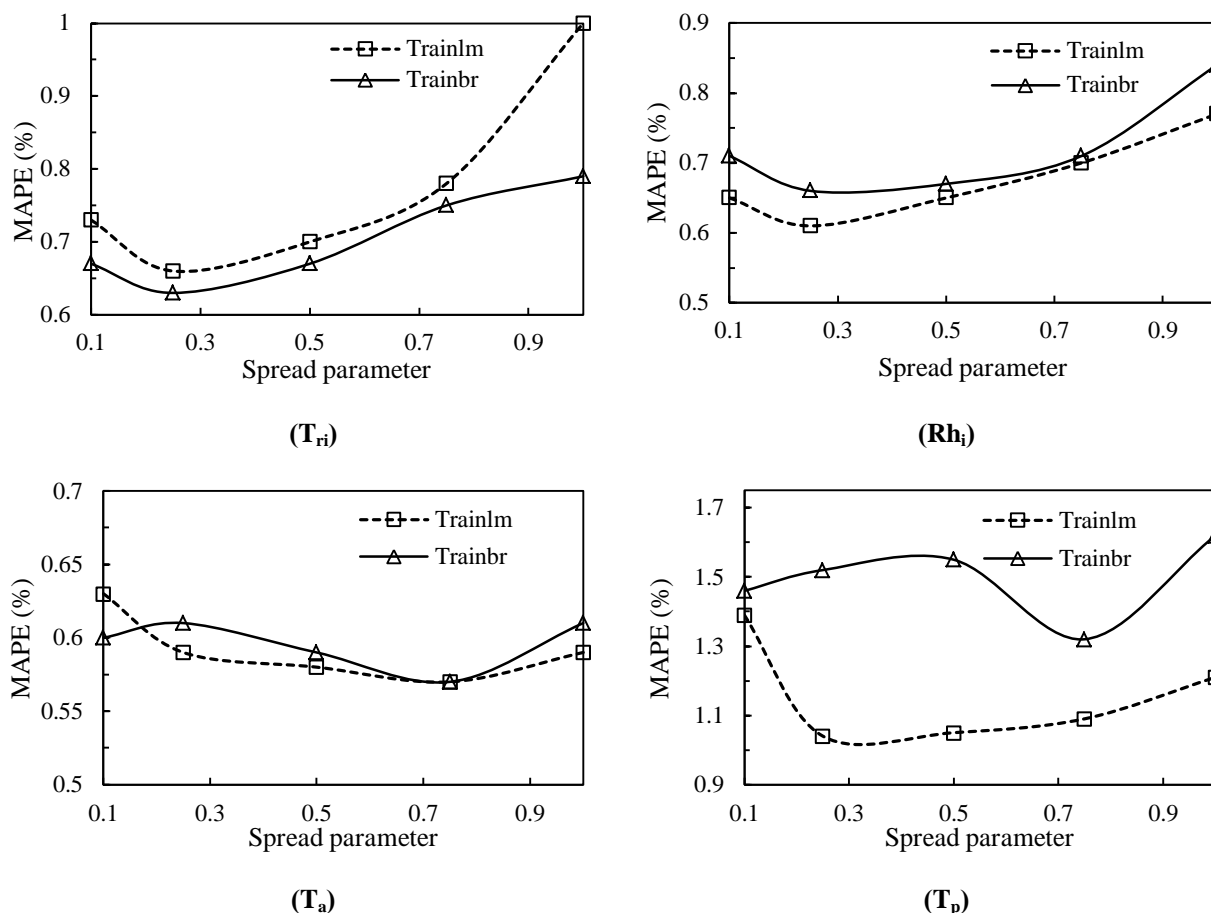 1
0.9
0.8
0.7
0.6
MAPE (%)
Trainlm
Trainbr
0.1 0.3 0.5 0.7 0.9
Spread parameter
(Tri)
0.9
0.8
0.7
0.6
0.5
MAPE (%)
Trainlm
Trainbr
0.1 0.3 0.5 0.7 0.9
Spread parameter
(Rhi)
0.7
0.65
0.6
0.55
0.5
MAPE (%)
Trainlm
Trainbr
0.1 0.3 0.5 0.7 0.9
Spread parameter
(Ta)
1.7
1.5
1.3
1.1
0.9
MAPE (%)
Trainlm
Trainbr
0.1 0.3 0.5 0.7 0.9
Spread parameter
(Tp)